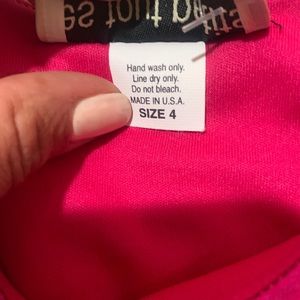 Hand wash only.
Line dry only.
Do not bleach.
MADE IN U.S.A.
SIZE 4